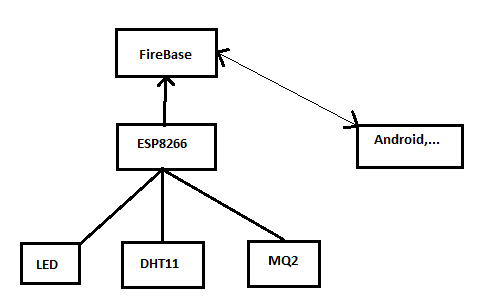 FireBase
ESP8266
Android,...
LED
DHT11
MQ2